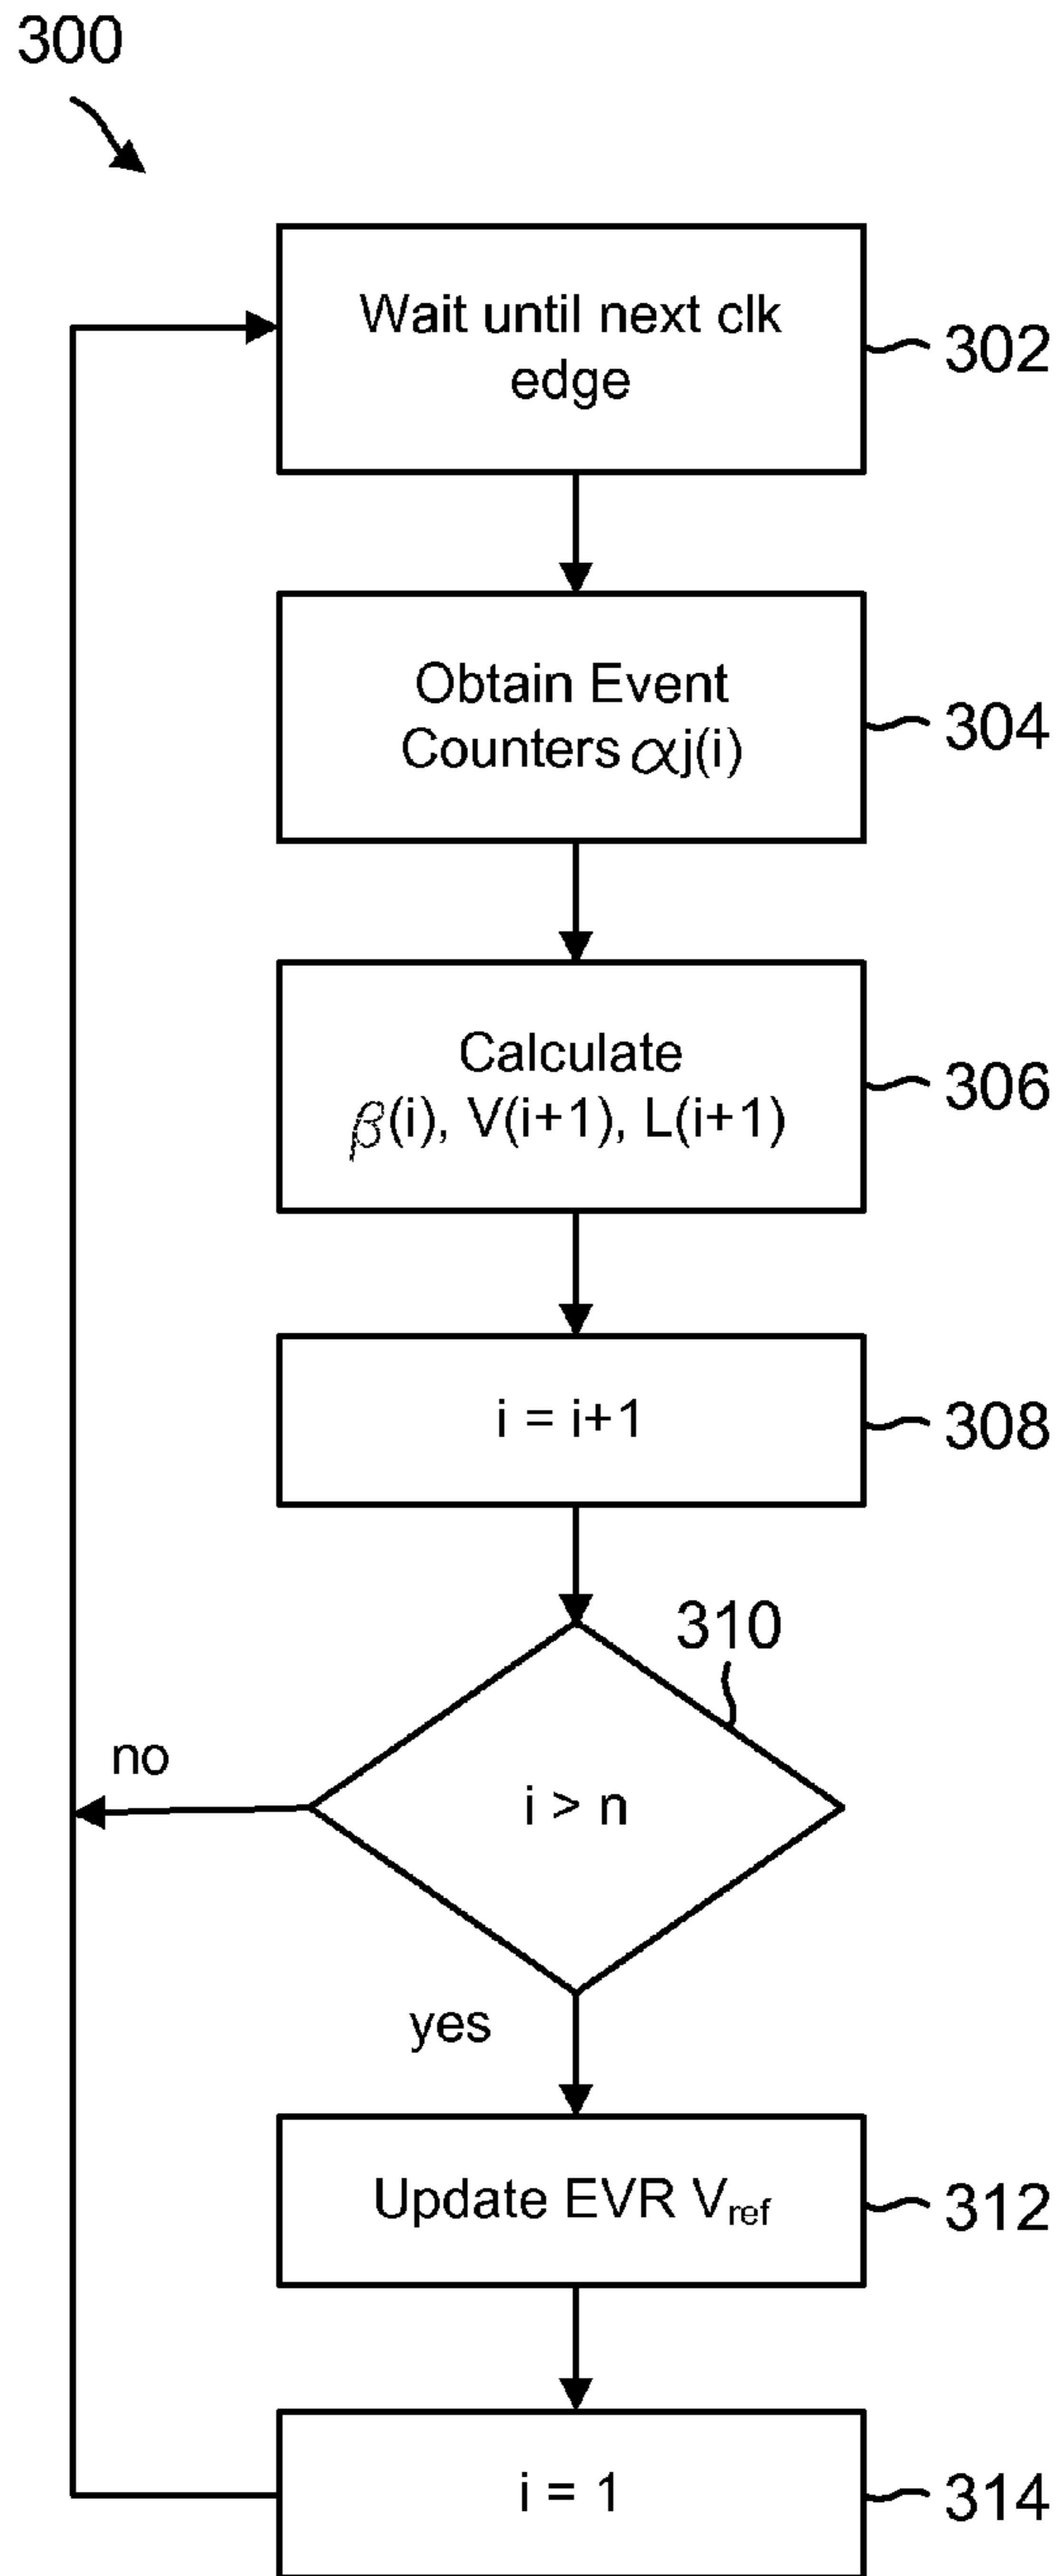 300
Wait until next clk
edge
302
Obtain Event
Counters αj(i)
304
Calculate
β(i), V(i+1), L(i+1)
306
i = i+1
308
310
i > n
no
yes
Update EVR Vref
312
i = 1
314